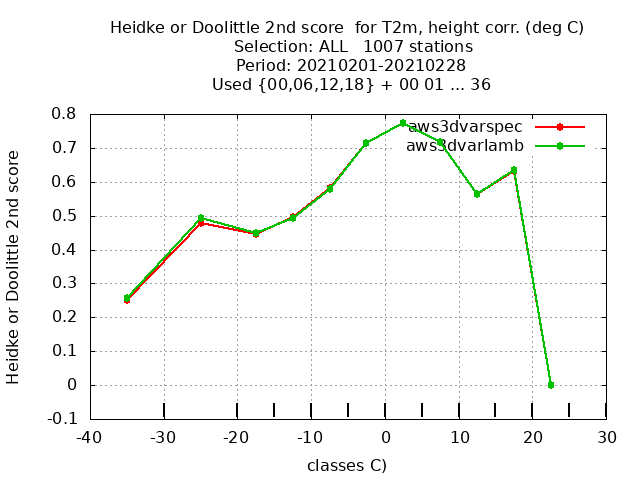 Heidke or Doolittle 2nd score  for T2m, height corr. (deg C)
Selection: ALL   1007 stations
Period: 20210201-20210228
Used {00,06,12,18} + 00 01 ... 36
Heidke or Doolittle 2nd score
0.8
0.7
0.6
0.5
0.4
0.3
0.2
0.1
0
-0.1
aws3dvarspec
aws3dvarlamb
-40 -30 -20 -10 0 10 20 30
classes C)